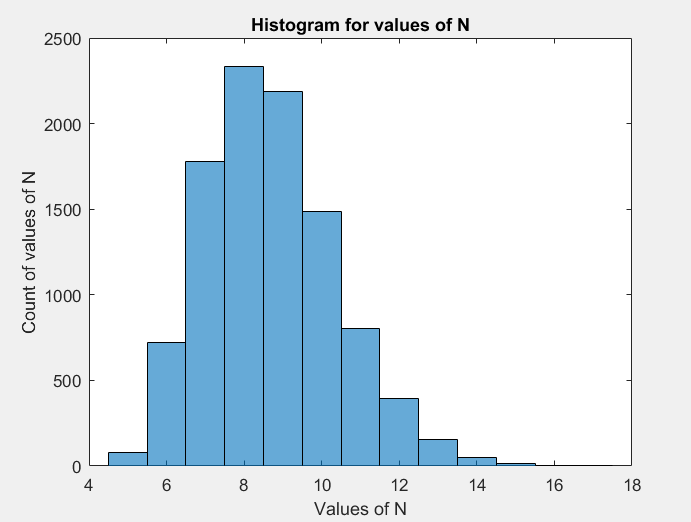 Histogram for values of N
2500
2000
1500
1000
500
0
Count of values of N
4 6 8 10 12 14 16 18
Values of N